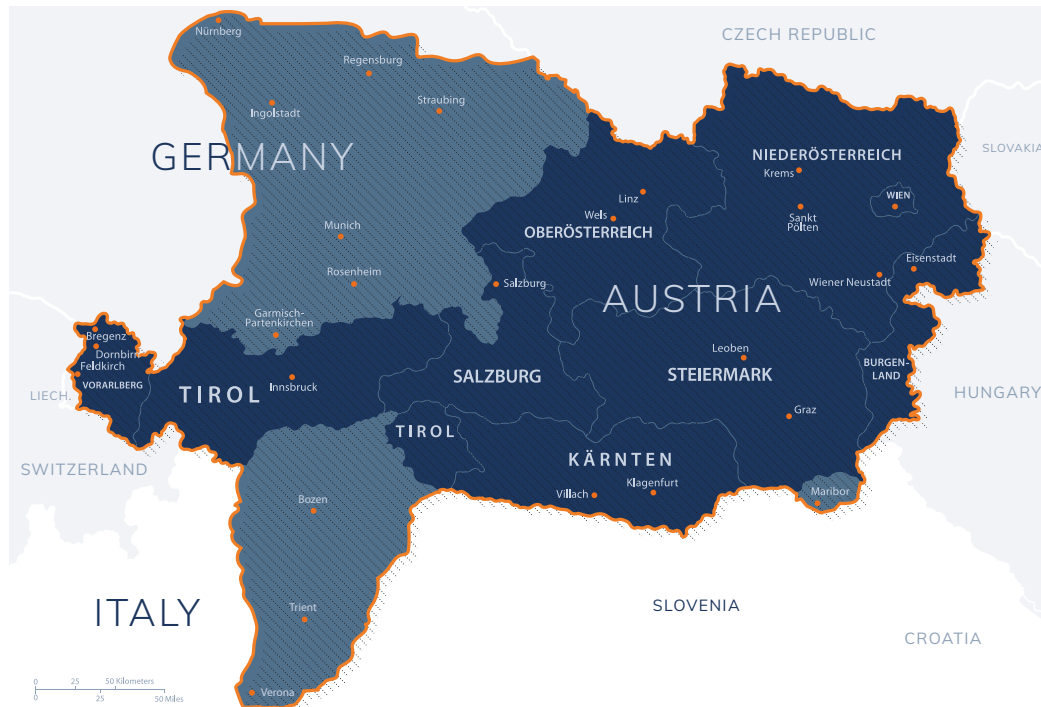 Nürnberg
CZECH REPUBLIC
Regensburg
Straubing
Ingolstadt
GERMANY
SLOVAKIA
NIEDERÖSTERREICH
Krems
Linz
WIEN
Wels
Sankt
Pölten
OBERÖSTERREICH
Munich
Eisenstadt
Rosenheim
Salzburg
Wiener Neustadt
AUSTRIA
Garmisch-
Partenkirchen
Bregenz
Dornbirn
Feldkirch
VORARLBERG
LIECH.
Leoben
BURGEN-
LAND
SALZBURG
STEIERMARK
TIROL
Innsbruck
HUNGARY
Graz
TIROL
KÄRNTEN
SWITZERLAND
Klagenfurt
Villach
Maribor
Bozen
ITALY
Trient
SLOVENIA
CROATIA
0 25 50 Kilometers
0 25 50 Miles
Verona